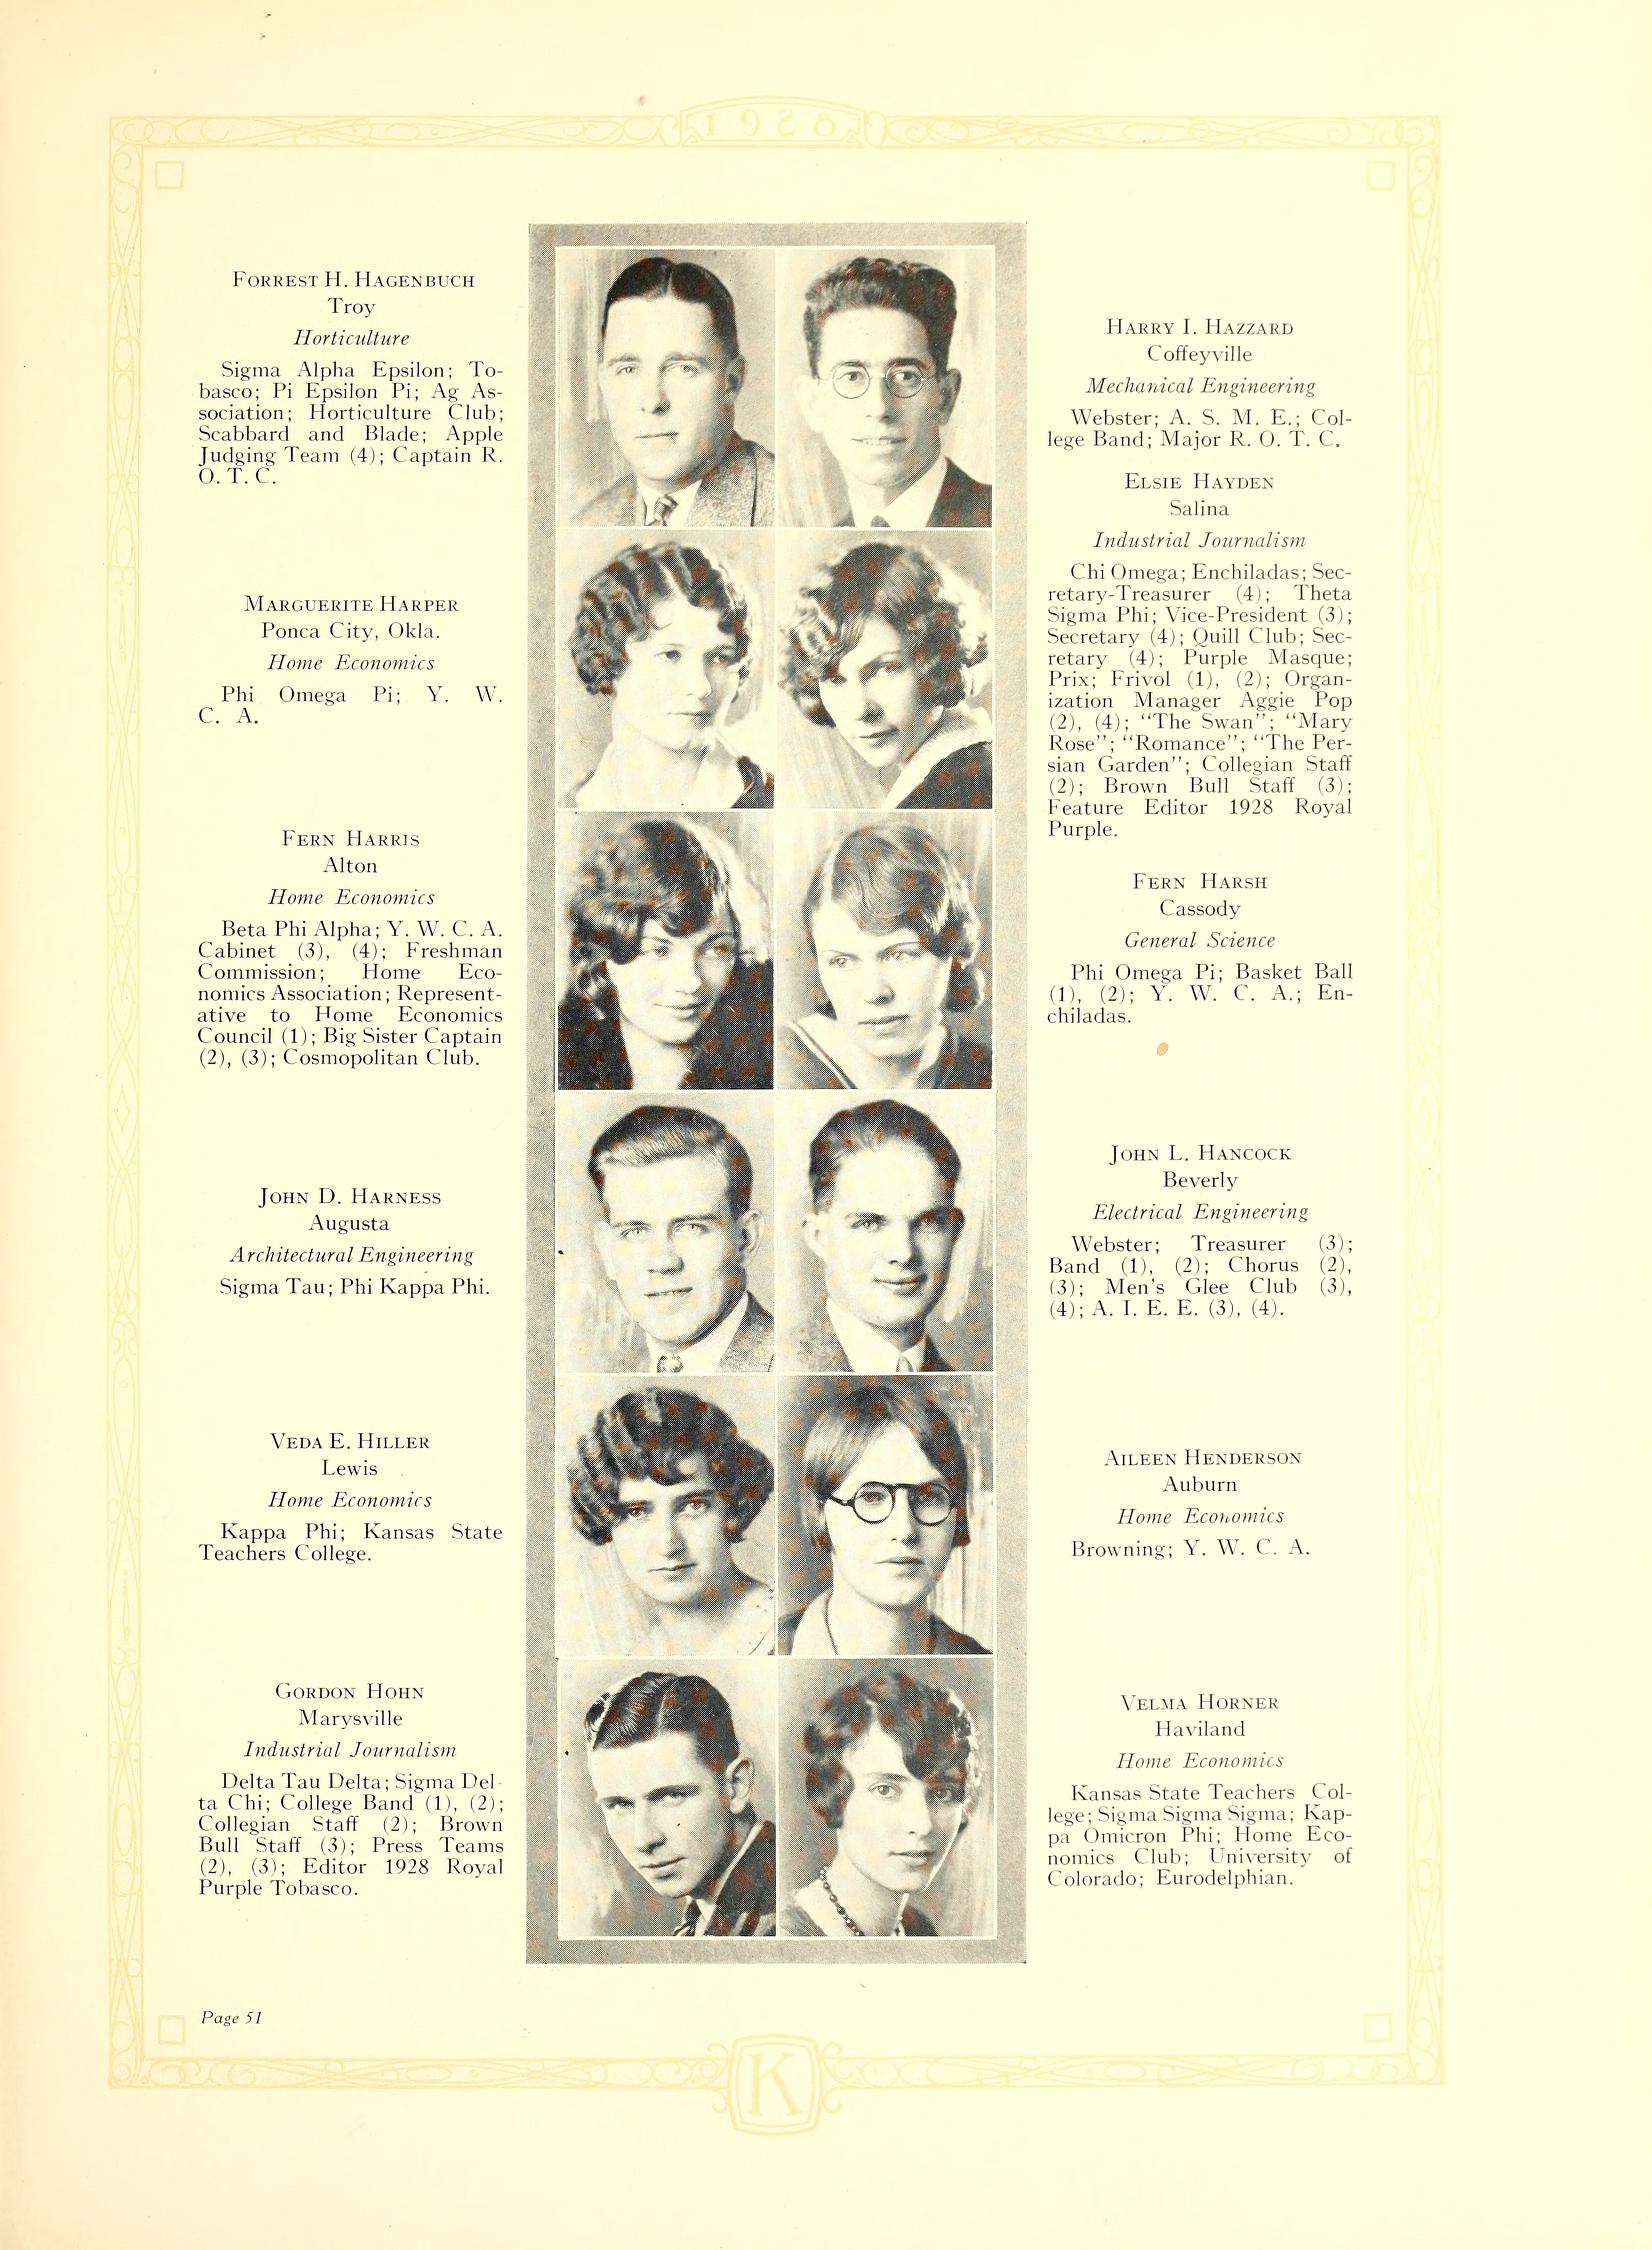 1928
FORREST H. HAGENBUCH
Troy
Horticulture
Sigma Alpha Epsilon; To-
basco; Pi Epsilon Pi; Ag As-
sociation; Horticulture Club;
Scabbard and Blade; Apple
Judging Team (4); Captain R.
O. T. C.
MARGUERITE HARPER
Ponca City, Okla.
Home Economics
Phi Omega Pi; Y. W.
C. A.
FERN HARRIS
Alton
Home Economics
Beta Phi Alpha; Y. W. C. A.
Cabinet (3), (4); Freshman
Commission; Home Eco-
nomics Association; Represent-
ative to Home Economics
Council (1); Big Sister Captain
(2), (3); Cosmopolitan Club.
JOHN D. HARNESS
Augusta
Architectural Engineering
Sigma Tau; Phi Kappa Phi.
VEDA E. HILLER
Lewis
Home Economics
Kappa Phi; Kansas State
Teachers College.
GORDON HOHN
Marysville
Industrial Journalism
Delta Tau Delta; Sigma Del-
ta Chi; College Band (1), (2);
Collegian Staff (2); Brown
Bull Staff (3); Press Teams
(2), (3); Editor 1928 Royal
Purple Tobasco.
HARRY I. HAZZARD
Coffeyville
Mechanical Engineering
Webster; A. S. M. E.; Col-
lege Band; Major R. O. T. C.
ELSIE HAYDEN
Salina
Industrial Journalism
Chi Omega; Enchiladas; Sec-
retary-Treasurer (4); Theta
Sigma Phi; Vice-President (3);
Secretary (4); Quill Club; Sec-
retary (4); Purple Masque;
Prix; Frivol (1), (2); Organ-
ization Manager Aggie Pop
(2), (4); "The Swan"; "Mary
Rose"; "Romance"; "The Per-
sian Garden"; Collegian Staff
(2); Brown Bull Staff (3);
Feature Editor 1928 Royal
Purple.
FERN HARSH
Cassody
General Science
Phi Omega Pi; Basket Ball
(1), (2); Y. W. C. A.; En-
chiladas.
JOHN L. HANCOCK
Beverly
Electrical Engineering
Webster; Treasurer (3);
Band (1), (2); Chorus (2),
(3); Men's Glee Club (3),
(4); A. I. E. E. (3), (4).
AILEEN HENDERSON
Auburn
Home Economics
Browning; Y. W. C. A.
VELMA HORNER
Haviland
Home Economics
Kansas State Teachers Col-
lege; Sigma Sigma Sigma; Kap-
pa Omicron Phi; Home Eco-
nomics Club; University of
Colorado; Eurodelphian.
Page 51
K